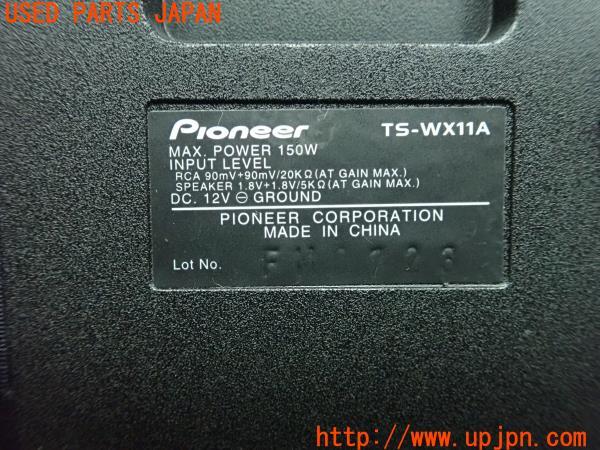 USED PARTS JAPAN
Pioneer TS-WX11A
MAX. POWER 150W
INPUT LEVEL
RCA 90mV+90mV/20KΩ(AT GAIN MAX.)
SPEAKER 1.8V+1.8V/5KΩ(AT GAIN MAX.)
DC. 12V ⊖ GROUND
PIONEER CORPORATION
MADE IN CHINA
Lot No.
http://www.upjpn.com/